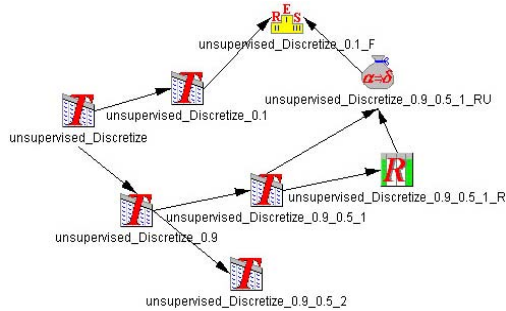 R E S
unsupervised_Discretize_0.1_F
T
α⇒δ
unsupervised_Discretize_0.1
unsupervised_Discretize_0.9_0.5_1_RU
T
unsupervised_Discretize
R
T
unsupervised_Discretize_0.9_0.5_1_R
T
unsupervised_Discretize_0.9_0.5_1
unsupervised_Discretize_0.9
T
unsupervised_Discretize_0.9_0.5_2